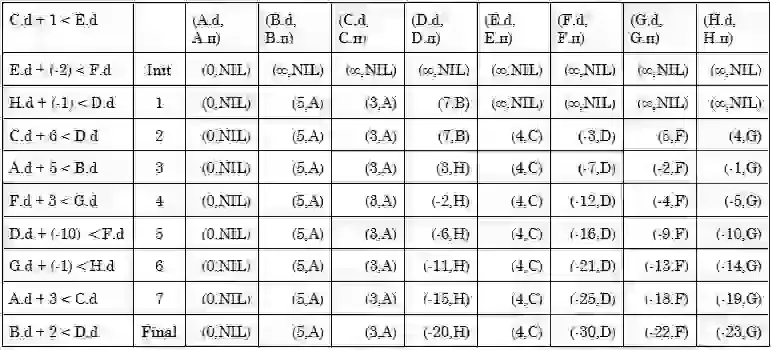 C.d + 1 < E.d (A.d, A.π) (B.d, B.π) (C.d, C.π) (D.d, D.π) (E.d, E.π) (F.d, F.π) (G.d, G.π) (H.d, H.π)
E.d + (-2) < F.d Init (0,NIL) (∞,NIL) (∞,NIL) (∞,NIL) (∞,NIL) (∞,NIL) (∞,NIL) (∞,NIL)
H.d + (-1) < D.d 1 (0,NIL) (5,A) (3,A) (7,B) (∞,NIL) (∞,NIL) (∞,NIL) (∞,NIL)
C.d + 6 < D.d 2 (0,NIL) (5,A) (3,A) (7,B) (4,C) (-3,D) (5,F) (4,G)
A.d + 5 < B.d 3 (0,NIL) (5,A) (3,A) (3,H) (4,C) (-7,D) (-2,F) (-1,G)
F.d + 3 < G.d 4 (0,NIL) (5,A) (3,A) (-2,H) (4,C) (-12,D) (-4,F) (-5,G)
D.d + (-10) < F.d 5 (0,NIL) (5,A) (3,A) (-6,H) (4,C) (-16,D) (-9,F) (-10,G)
G.d + (-1) < H.d 6 (0,NIL) (5,A) (3,A) (-11,H) (4,C) (-21,D) (-13,F) (-14,G)
A.d + 3 < C.d 7 (0,NIL) (5,A) (3,A) (-15,H) (4,C) (-25,D) (-18,F) (-19,G)
B.d + 2 < D.d Final (0,NIL) (5,A) (3,A) (-20,H) (4,C) (-30,D) (-22,F) (-23,G)